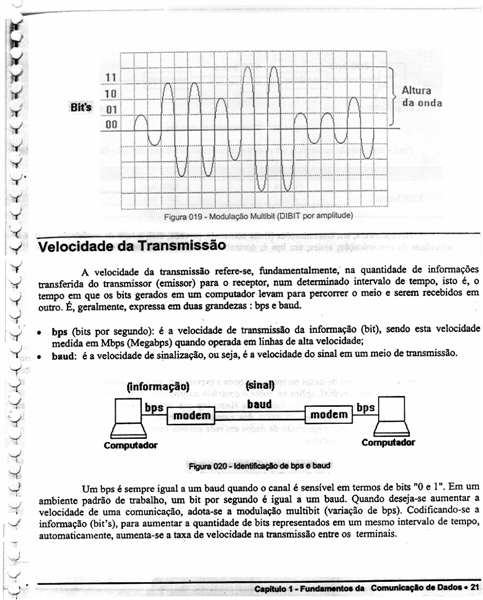 11
10
Bit's 01
00
Altura
da onda
Figura 019 - Modulação Multibit (DIBIT por amplitude)
Velocidade da Transmissão
A velocidade da transmissão refere-se, fundamentalmente, na quantidade de informações
transferida do transmissor (emissor) para o receptor, num determinado intervalo de tempo, isto é, o
tempo em que os bits gerados em um computador levam para percorrer o meio e serem recebidos em
outro. É, geralmente, expressa em duas grandezas : bps e baud.
• bps (bits por segundo): é a velocidade de transmissão da informação (bit), sendo esta velocidade
medida em Mbps (Megabps) quando operada em linhas de alta velocidade;
• baud: é a velocidade de sinalização, ou seja, é a velocidade do sinal em um meio de transmissão.
(informação) (sinal)
bps baud bps
modem modem
Computador Computador
Figura 020 - Identificação de bps e baud
Um bps é sempre igual a um baud quando o canal é sensível em termos de bits "0 e 1". Em um
ambiente padrão de trabalho, um bit por segundo é igual a um baud. Quando deseja-se aumentar a
velocidade de uma comunicação, adota-se a modulação multibit (variação de bps). Codificando-se a
informação (bit's), para aumentar a quantidade de bits representados em um mesmo intervalo de tempo,
automaticamente, aumenta-se a taxa de velocidade na transmissão entre os terminais.
Capítulo 1 - Fundamentos da Comunicação de Dados • 21